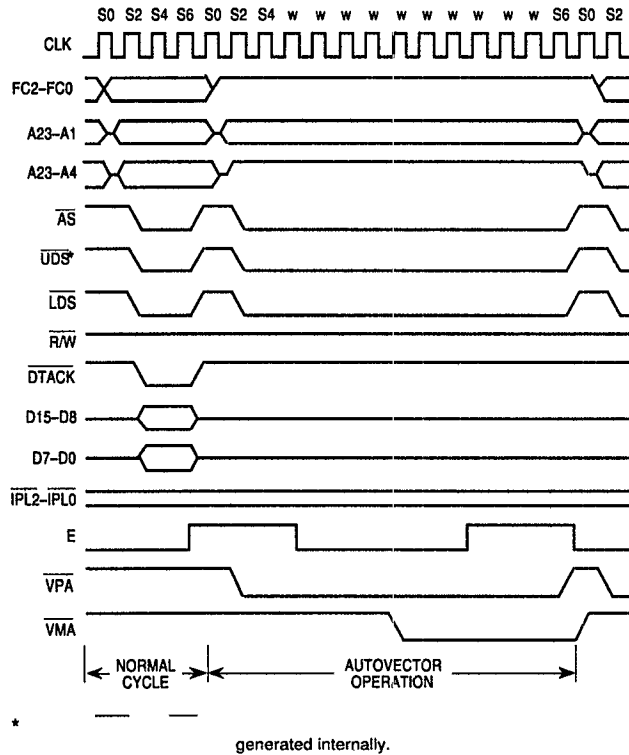 S0 S2 S4 S6 S0 S2 S4 w w w w w w w w w w S6 S0 S2
CLK
FC2–FC0
A23–A1
A23–A4
AS
UDS*
LDS
R/W
DTACK
D15–D8
D7–D0
IPL2–IPL0
E
VPA
VMA
NORMAL CYCLE
AUTOVECTOR OPERATION
*
generated internally.